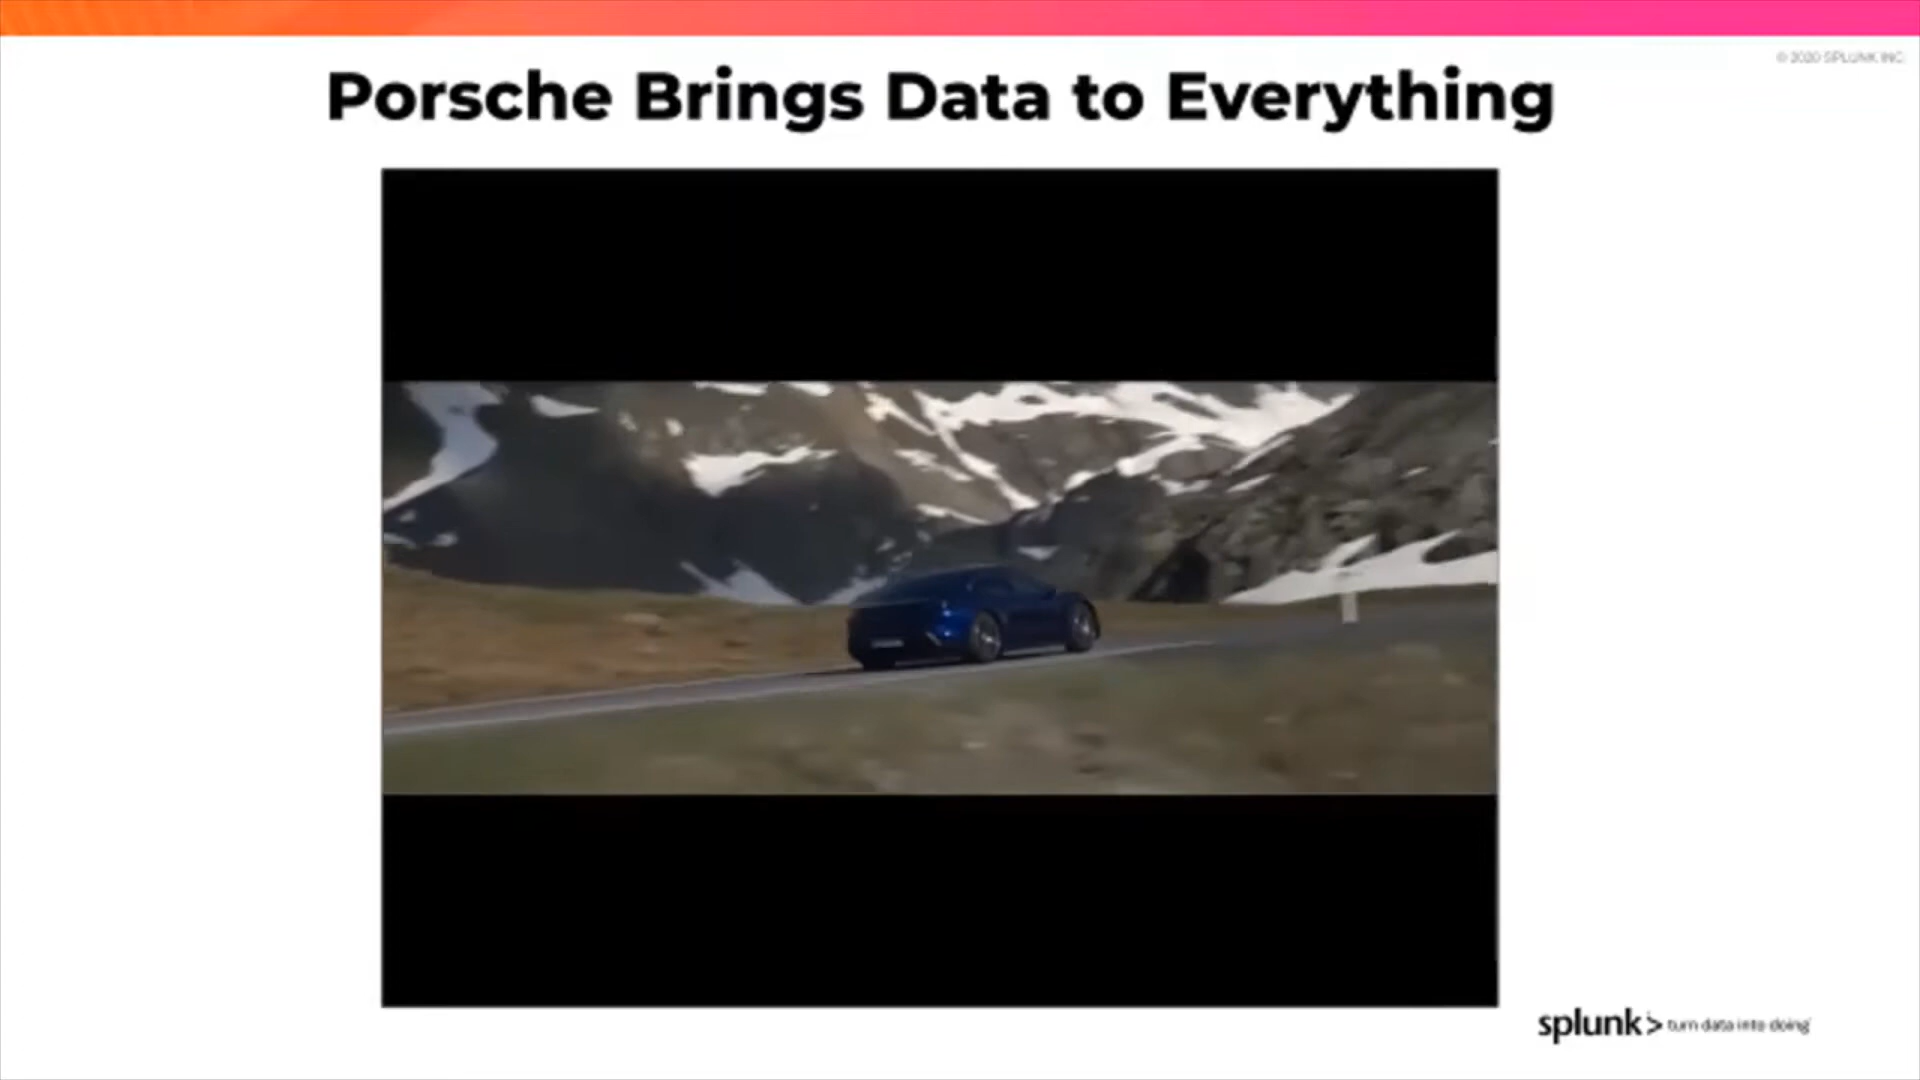 © 2020 SPLUNK INC.
Porsche Brings Data to Everything
splunk> turn data into doing